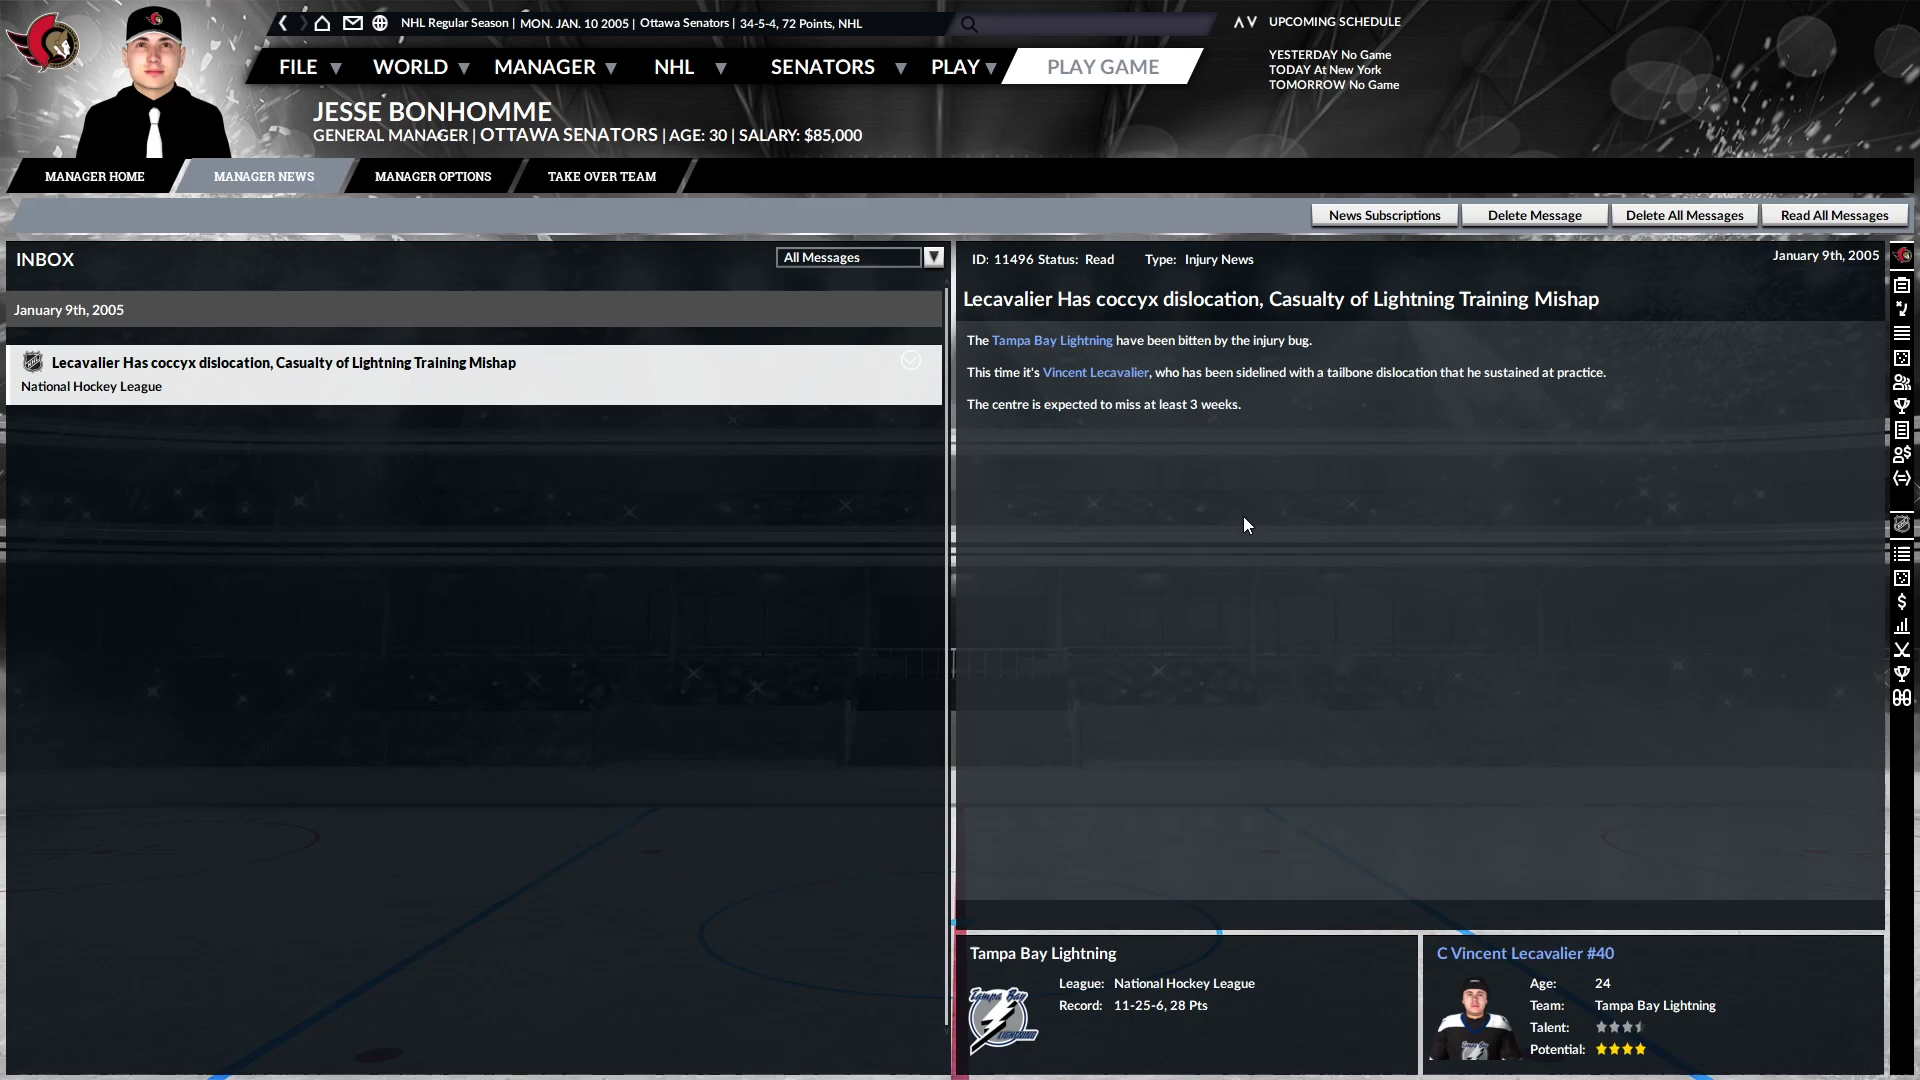 NHL Regular Season | MON. JAN. 10 2005 | Ottawa Senators | 34-5-4, 72 Points, NHL
UPCOMING SCHEDULE
YESTERDAY No Game
TODAY At New York
TOMORROW No Game
FILE WORLD MANAGER NHL SENATORS PLAY PLAY GAME
JESSE BONHOMME
GENERAL MANAGER | OTTAWA SENATORS | AGE: 30 | SALARY: $85,000
MANAGER HOME MANAGER NEWS MANAGER OPTIONS TAKE OVER TEAM
News Subscriptions Delete Message Delete All Messages Read All Messages
INBOX All Messages
January 9th, 2005
Lecavalier Has coccyx dislocation, Casualty of Lightning Training Mishap
National Hockey League
ID: 11496 Status: Read Type: Injury News January 9th, 2005
Lecavalier Has coccyx dislocation, Casualty of Lightning Training Mishap
The Tampa Bay Lightning have been bitten by the injury bug.
This time it's Vincent Lecavalier, who has been sidelined with a tailbone dislocation that he sustained at practice.
The centre is expected to miss at least 3 weeks.
Tampa Bay Lightning
League: National Hockey League
Record: 11-25-6, 28 Pts
C Vincent Lecavalier #40
Age: 24
Team: Tampa Bay Lightning
Talent:
Potential: